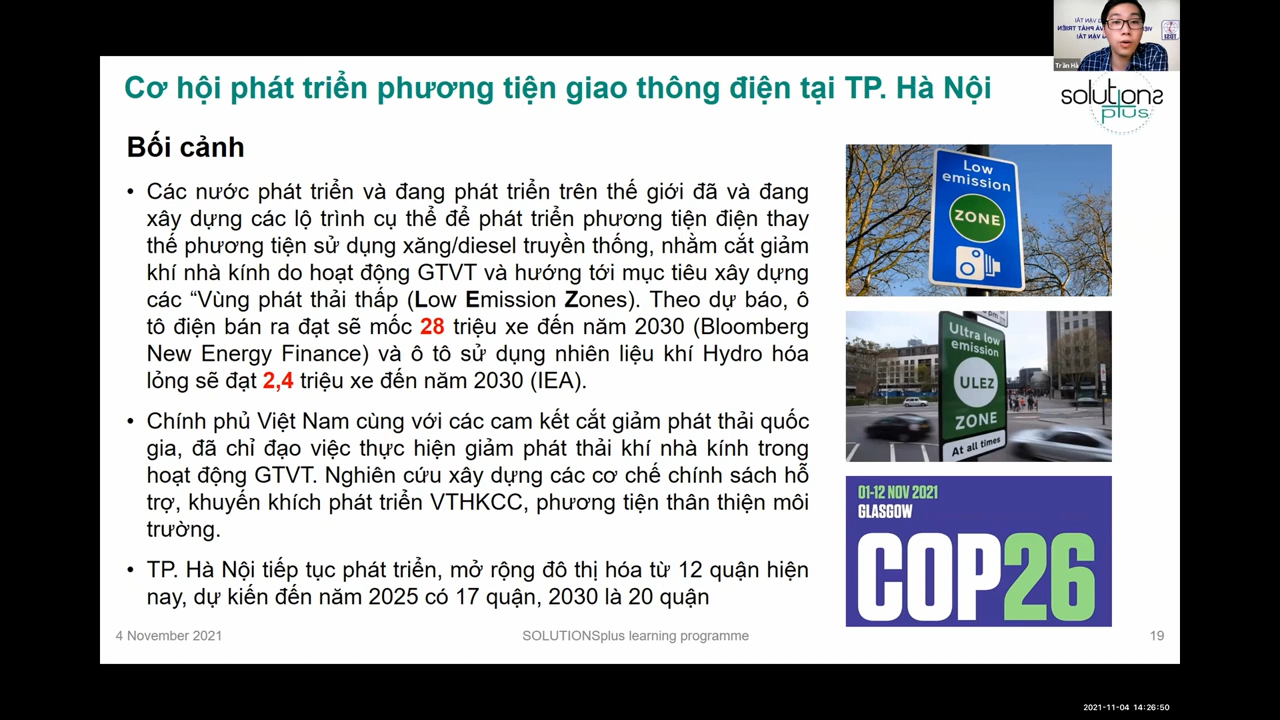 Cơ hội phát triển phương tiện giao thông điện tại TP. Hà Nội
solutions
plus
Bối cảnh
• Các nước phát triển và đang phát triển trên thế giới đã và đang
xây dựng các lộ trình cụ thể để phát triển phương tiện điện thay
thế phương tiện sử dụng xăng/diesel truyền thống, nhằm cắt giảm
khí nhà kính do hoạt động GTVT và hướng tới mục tiêu xây dựng
các “Vùng phát thải thấp (Low Emission Zones). Theo dự báo, ô
tô điện bán ra đạt sẽ mốc 28 triệu xe đến năm 2030 (Bloomberg
New Energy Finance) và ô tô sử dụng nhiên liệu khí Hydro hóa
lỏng sẽ đạt 2,4 triệu xe đến năm 2030 (IEA).
• Chính phủ Việt Nam cùng với các cam kết cắt giảm phát thải quốc
gia, đã chỉ đạo việc thực hiện giảm phát thải khí nhà kính trong
hoạt động GTVT. Nghiên cứu xây dựng các cơ chế chính sách hỗ
trợ, khuyến khích phát triển VTHKCC, phương tiện thân thiện môi
trường.
• TP. Hà Nội tiếp tục phát triển, mở rộng đô thị hóa từ 12 quận hiện
nay, dự kiến đến năm 2025 có 17 quận, 2030 là 20 quận
Low
emission
ZONE
Ultra low
emission
ULEZ
ZONE
At all times
01-12 NOV 2021
GLASGOW
COP26
4 November 2021
SOLUTIONSplus learning programme
19
2021-11-04 14:26:50